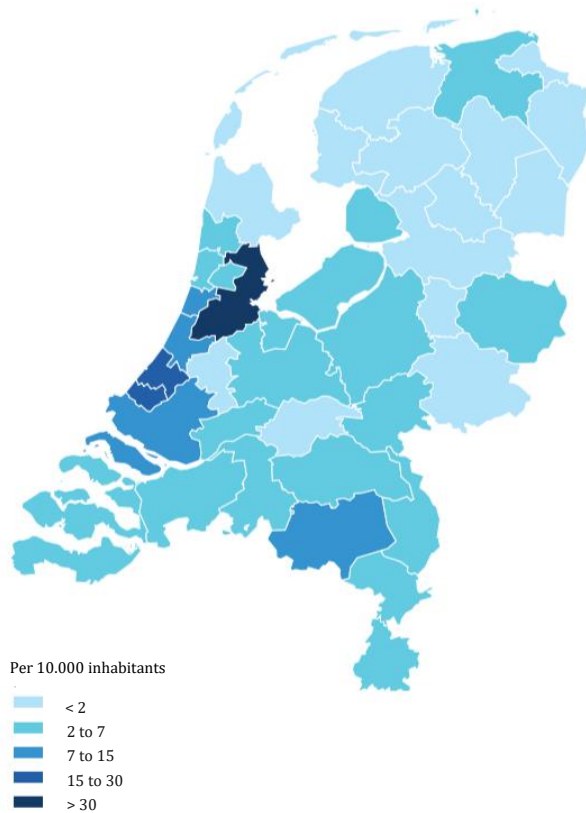 Per 10.000 inhabitants
< 2
2 to 7
7 to 15
15 to 30
> 30